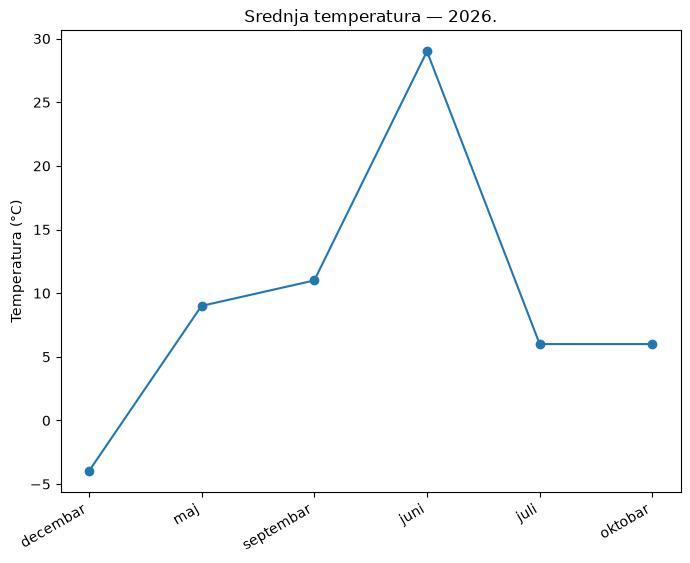 Srednja temperatura — 2026.
Temperatura (°C)
30
25
20
15
10
5
0
−5
decembar
maj
septembar
juni
juli
oktobar